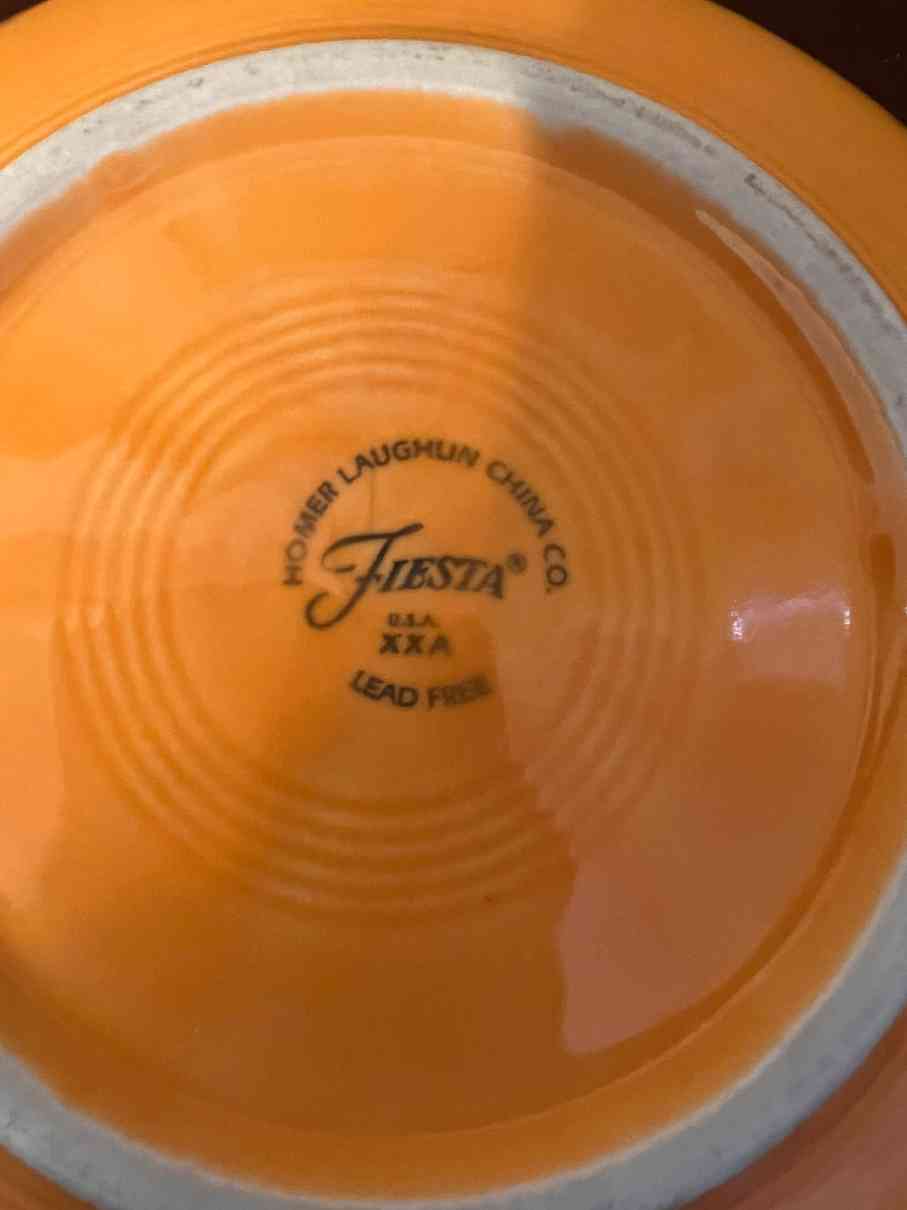 HOMER LAUGHLIN CHINA CO.
FIESTA®
U.S.A.
XXA
LEAD FREE